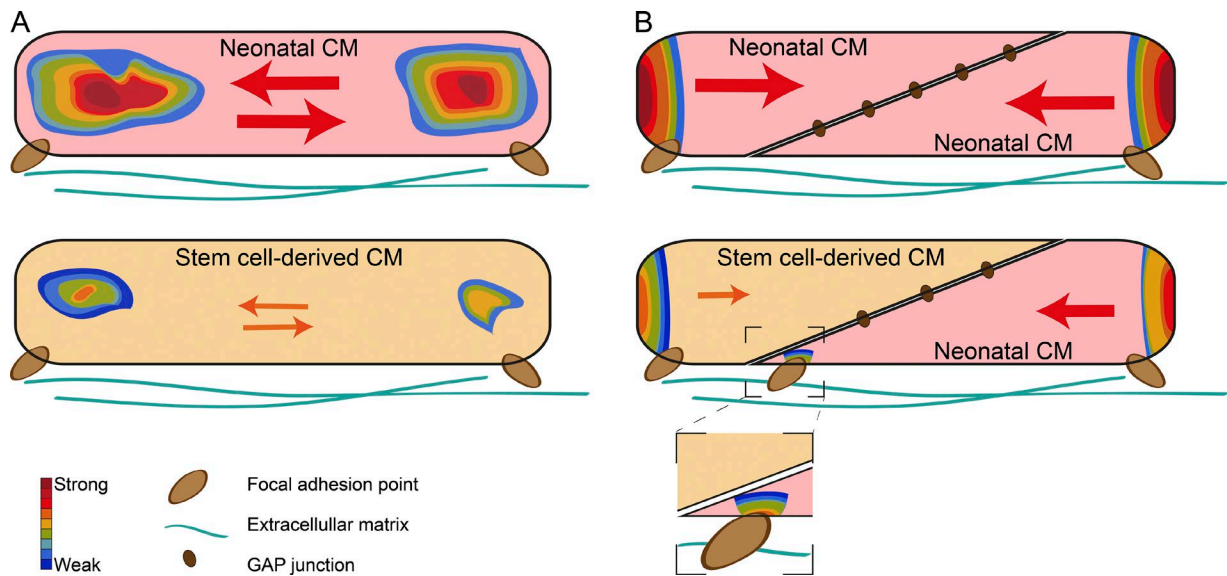 A
Neonatal CM
Stem cell-derived CM
Strong
Weak
Focal adhesion point
Extracellullar matrix
GAP junction
B
Neonatal CM
Neonatal CM
Stem cell-derived CM
Neonatal CM